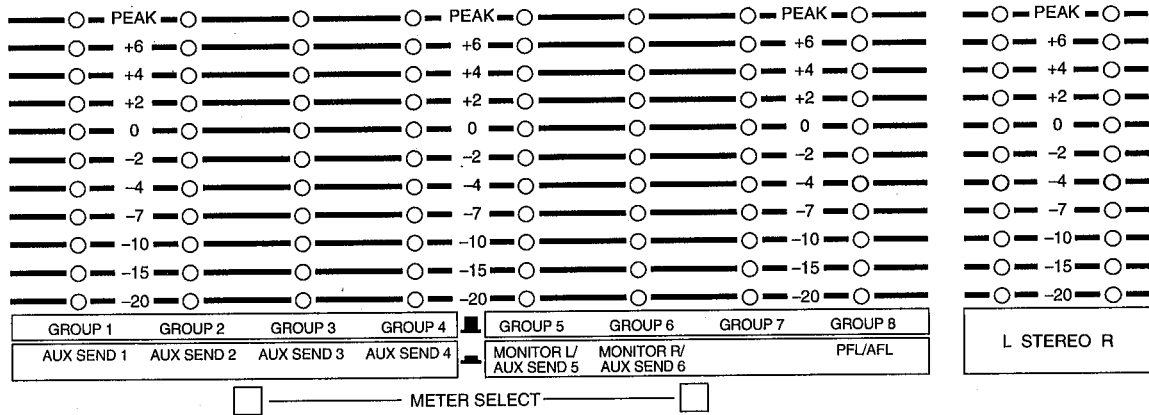 PEAK PEAK PEAK PEAK
+6 +6 +6 +6
+4 +4 +4 +4
+2 +2 +2 +2
0 0 0 0
−2 −2 −2 −2
−4 −4 −4 −4
−7 −7 −7 −7
−10 −10 −10 −10
−15 −15 −15 −15
−20 −20 −20 −20
GROUP 1 GROUP 2 GROUP 3 GROUP 4 GROUP 5 GROUP 6 GROUP 7 GROUP 8
L STEREO R
AUX SEND 1 AUX SEND 2 AUX SEND 3 AUX SEND 4 MONITOR L/ MONITOR R/ PFL/AFL
AUX SEND 5 AUX SEND 6
METER SELECT